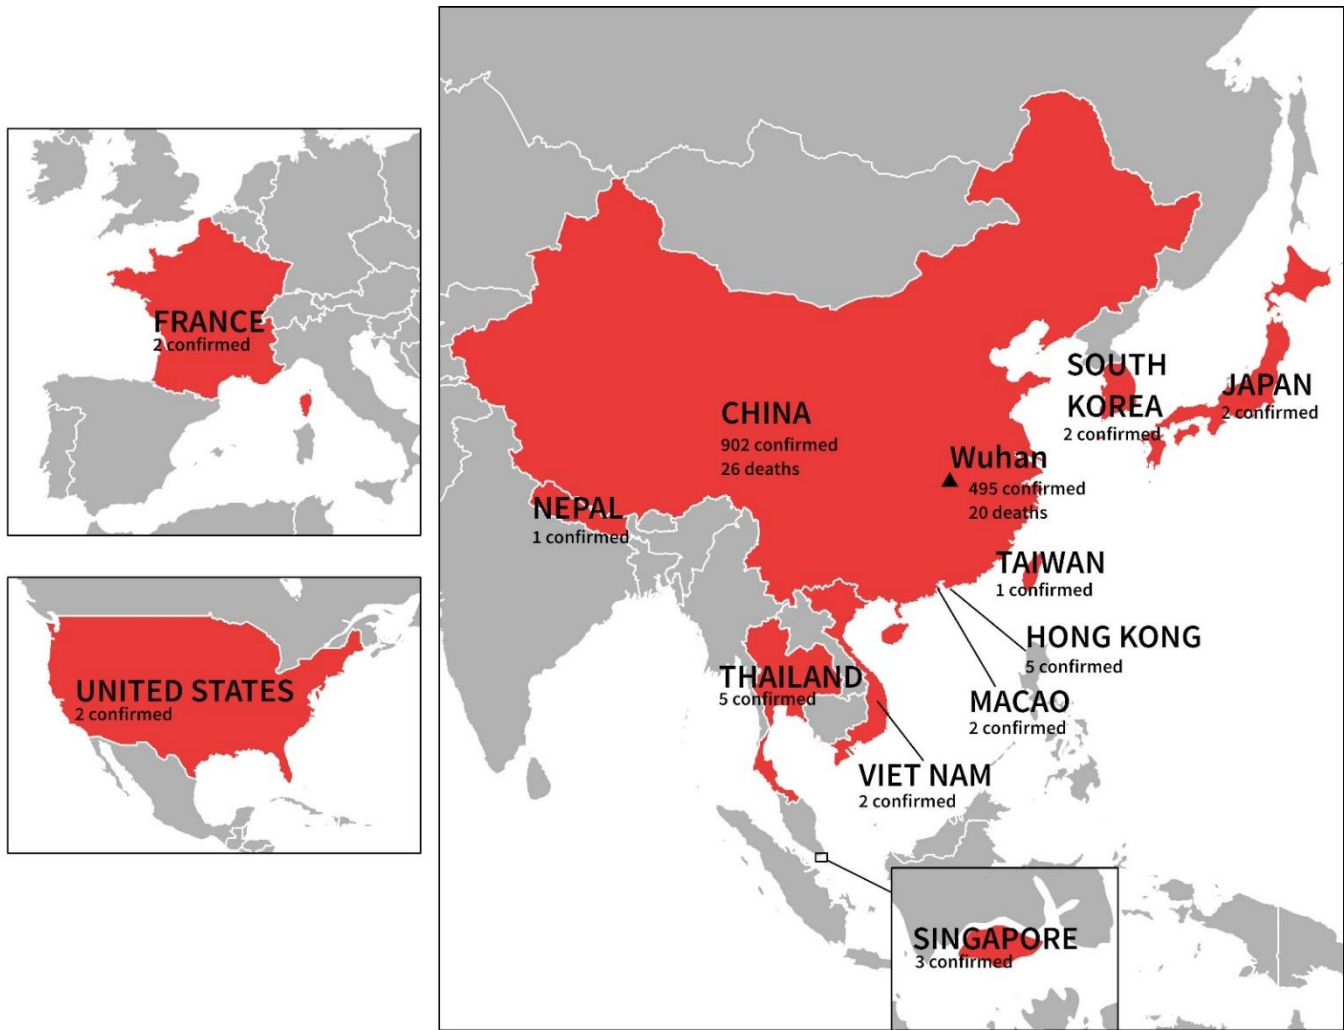 FRANCE
2 confirmed
UNITED STATES
2 confirmed
CHINA
902 confirmed
26 deaths
Wuhan
495 confirmed
20 deaths
SOUTH
KOREA
2 confirmed
JAPAN
2 confirmed
NEPAL
1 confirmed
TAIWAN
1 confirmed
HONG KONG
5 confirmed
MACAO
2 confirmed
THAILAND
5 confirmed
VIET NAM
2 confirmed
SINGAPORE
3 confirmed